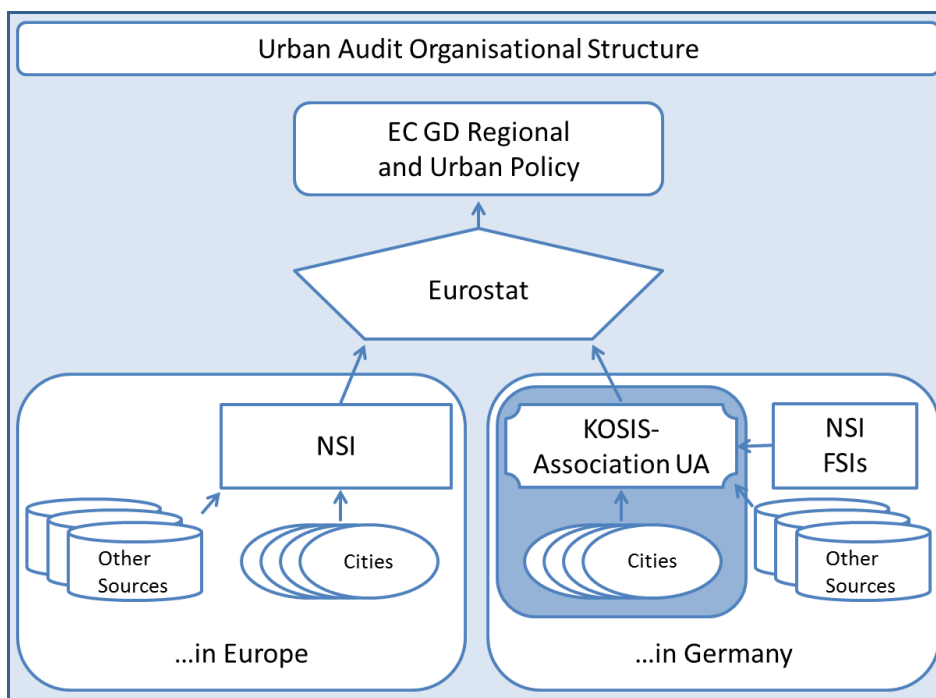 Urban Audit Organisational Structure
EC GD Regional
and Urban Policy
Eurostat
NSI
Other
Sources
Cities
...in Europe
KOSIS-
Association UA
NSI
FSIs
Cities
Other
Sources
...in Germany